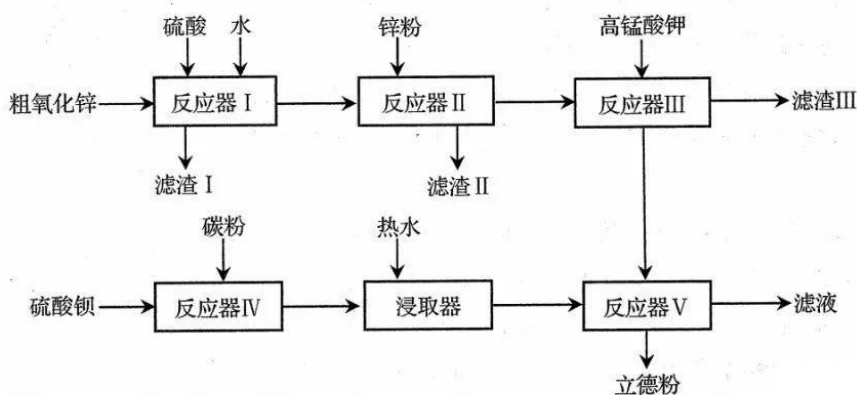 硫酸 水 锌粉 高锰酸钾
粗氧化锌 反应器Ⅰ 反应器Ⅱ 反应器Ⅲ 滤渣Ⅲ
滤渣Ⅰ 滤渣Ⅱ
碳粉 热水
硫酸钡 反应器Ⅳ 浸取器 反应器Ⅴ 滤液
立德粉